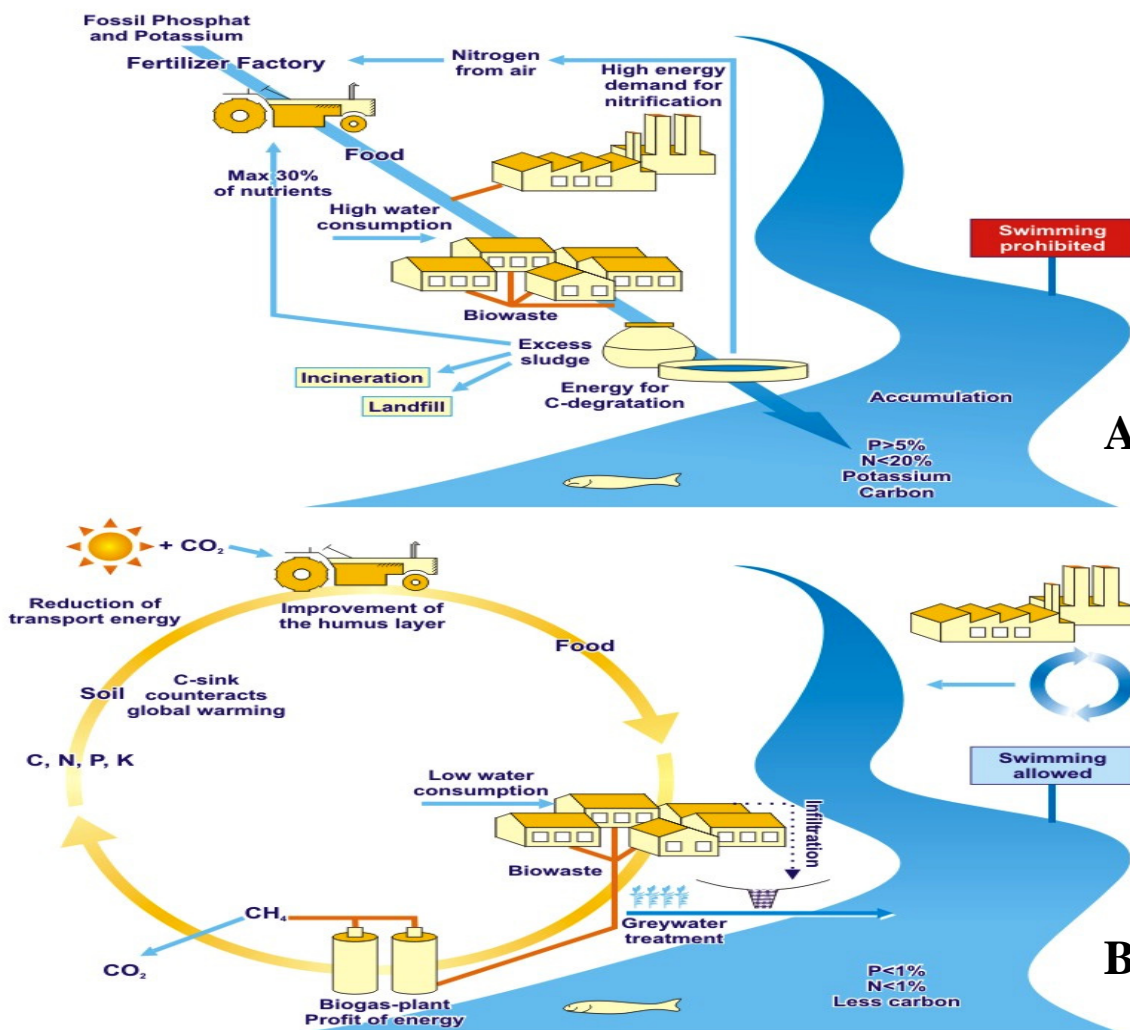 Fossil Phosphat
and Potassium
Fertilizer Factory
Nitrogen
from air
High energy
demand for
nitrification
Food
Max 30%
of nutrients
High water
consumption
Swimming
prohibited
Biowaste
Excess
sludge
Incineration
Landfill
Energy for
C-degratation
Accumulation
P>5%
N<20%
Potassium
Carbon
A
+ CO₂
Reduction of
transport energy
Improvement of
the humus layer
Food
Soil
C-sink
counteracts
global warming
C, N, P, K
Low water
consumption
Swimming
allowed
Infiltration
Biowaste
Greywater
treatment
CH₄
CO₂
Biogas-plant
Profit of energy
P<1%
N<1%
Less carbon
B